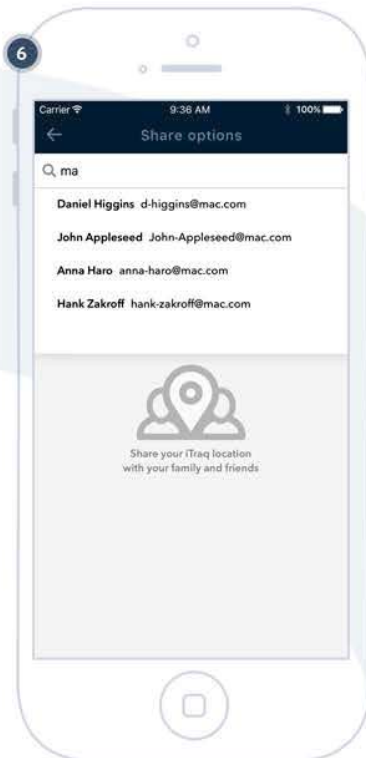 6
Carrier 9:36 AM 100%
Share options
ma
Daniel Higgins d-higgins@mac.com
John Appleseed John-Appleseed@mac.com
Anna Haro anna-haro@mac.com
Hank Zakroff hank-zakroff@mac.com
Share your iTraq location
with your family and friends